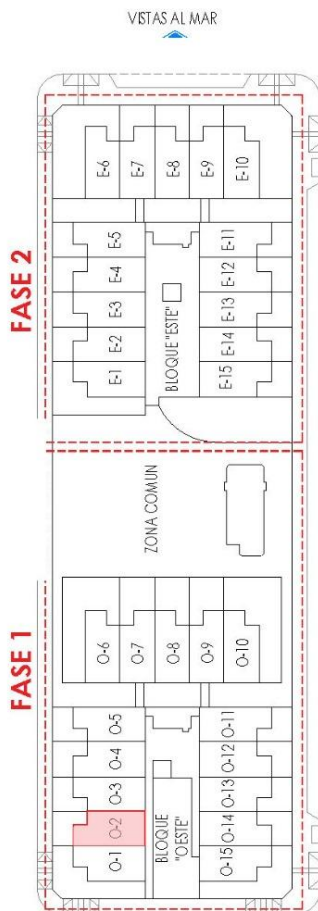 VISTAS AL MAR
E-6
E-7
E-8
E-9
E-10
FASE 2
E-5
E-4
E-3
E-2
E-1
BLOQUE "ESTE"
E-11
E-12
E-13
E-14
E-15
ZONA COMUN
FASE 1
O-6
O-7
O-8
O-9
O-10
O-5
O-4
O-3
O-2
O-1
BLOQUE
"OESTE"
O-11
O-12
O-13
O-14
O-15